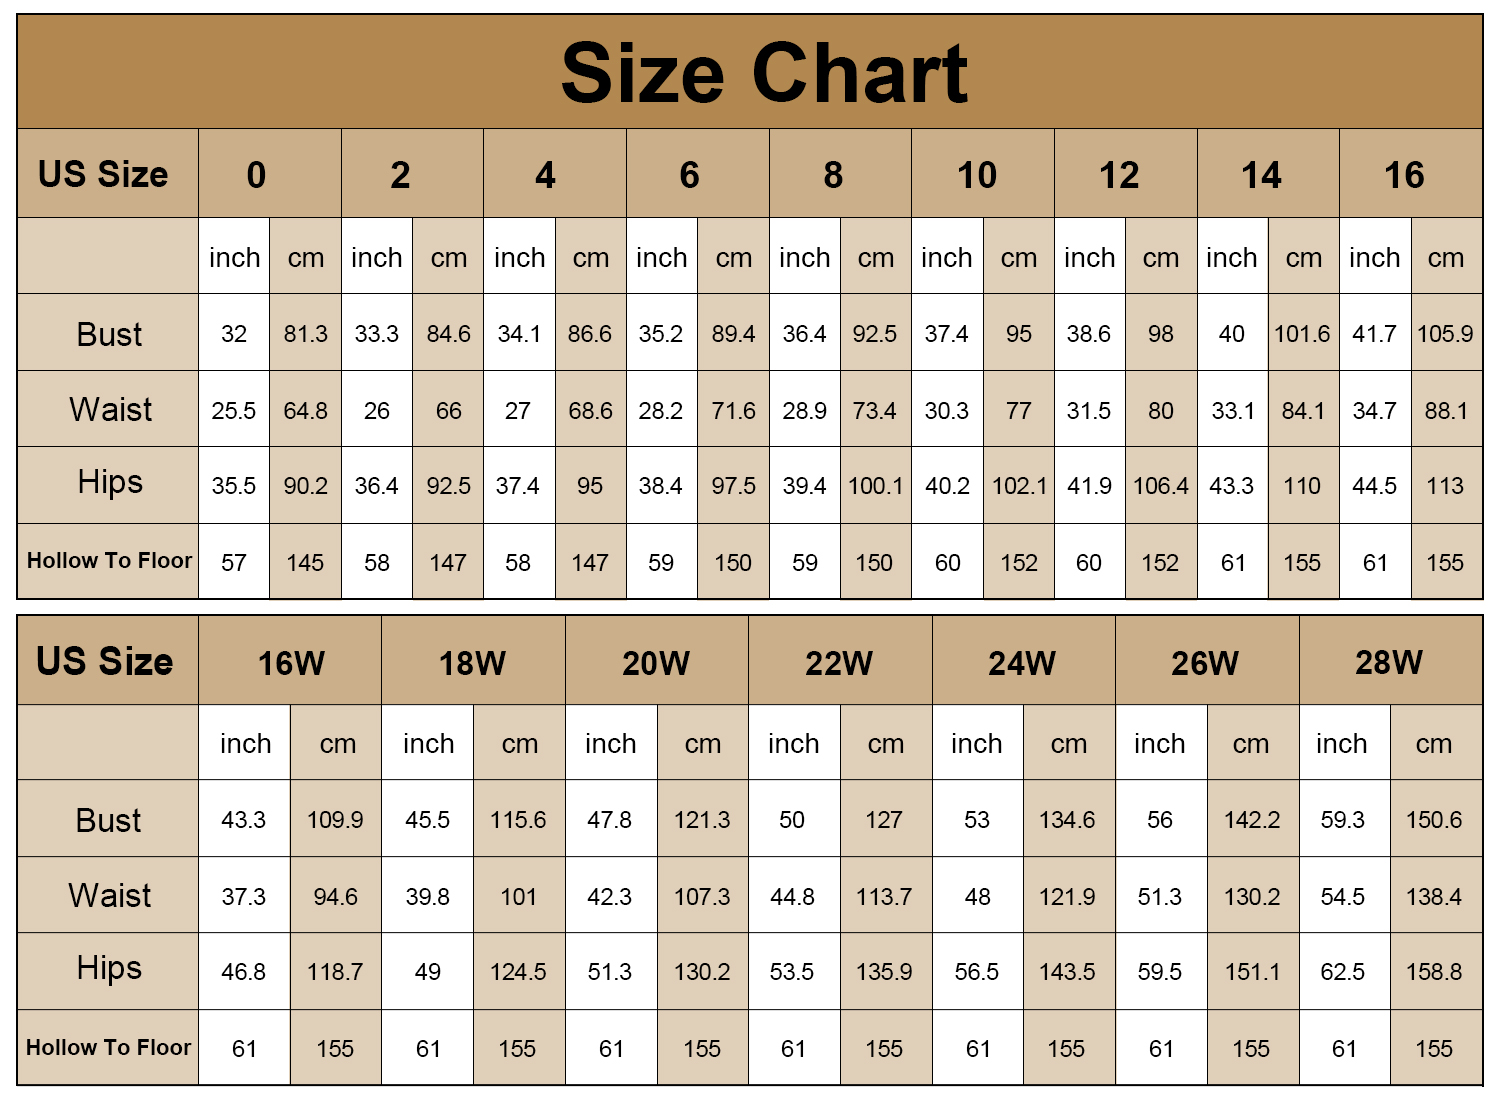 Size Chart
US Size 0 2 4 6 8 10 12 14 16
inch cm inch cm inch cm inch cm inch cm inch cm inch cm inch cm inch cm
Bust 32 81.3 33.3 84.6 34.1 86.6 35.2 89.4 36.4 92.5 37.4 95 38.6 98 40 101.6 41.7 105.9
Waist 25.5 64.8 26 66 27 68.6 28.2 71.6 28.9 73.4 30.3 77 31.5 80 33.1 84.1 34.7 88.1
Hips 35.5 90.2 36.4 92.5 37.4 95 38.4 97.5 39.4 100.1 40.2 102.1 41.9 106.4 43.3 110 44.5 113
Hollow To Floor 57 145 58 147 58 147 59 150 59 150 60 152 60 152 61 155 61 155
US Size 16W 18W 20W 22W 24W 26W 28W
inch cm inch cm inch cm inch cm inch cm inch cm inch cm
Bust 43.3 109.9 45.5 115.6 47.8 121.3 50 127 53 134.6 56 142.2 59.3 150.6
Waist 37.3 94.6 39.8 101 42.3 107.3 44.8 113.7 48 121.9 51.3 130.2 54.5 138.4
Hips 46.8 118.7 49 124.5 51.3 130.2 53.5 135.9 56.5 143.5 59.5 151.1 62.5 158.8
Hollow To Floor 61 155 61 155 61 155 61 155 61 155 61 155 61 155